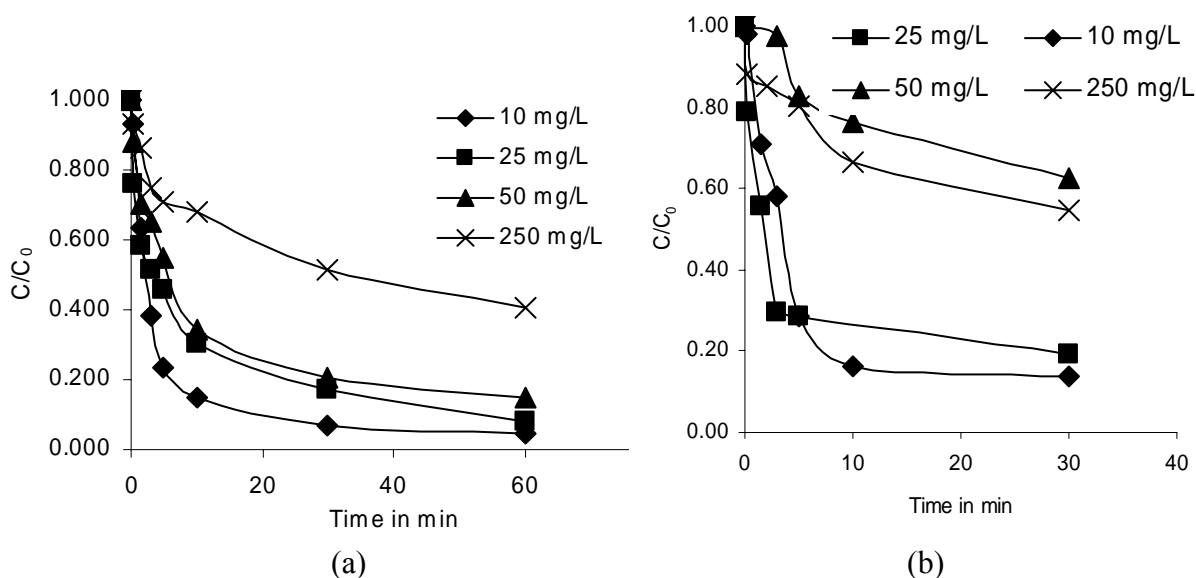 1.000
0.800
0.600
0.400
0.200
0.000
C/C0
0 20 40 60
Time in min
10 mg/L
25 mg/L
50 mg/L
250 mg/L
(a)
1.00
0.80
0.60
0.40
0.20
0.00
C/C0
0 10 20 30 40
Time in min
25 mg/L 10 mg/L
50 mg/L 250 mg/L
(b)